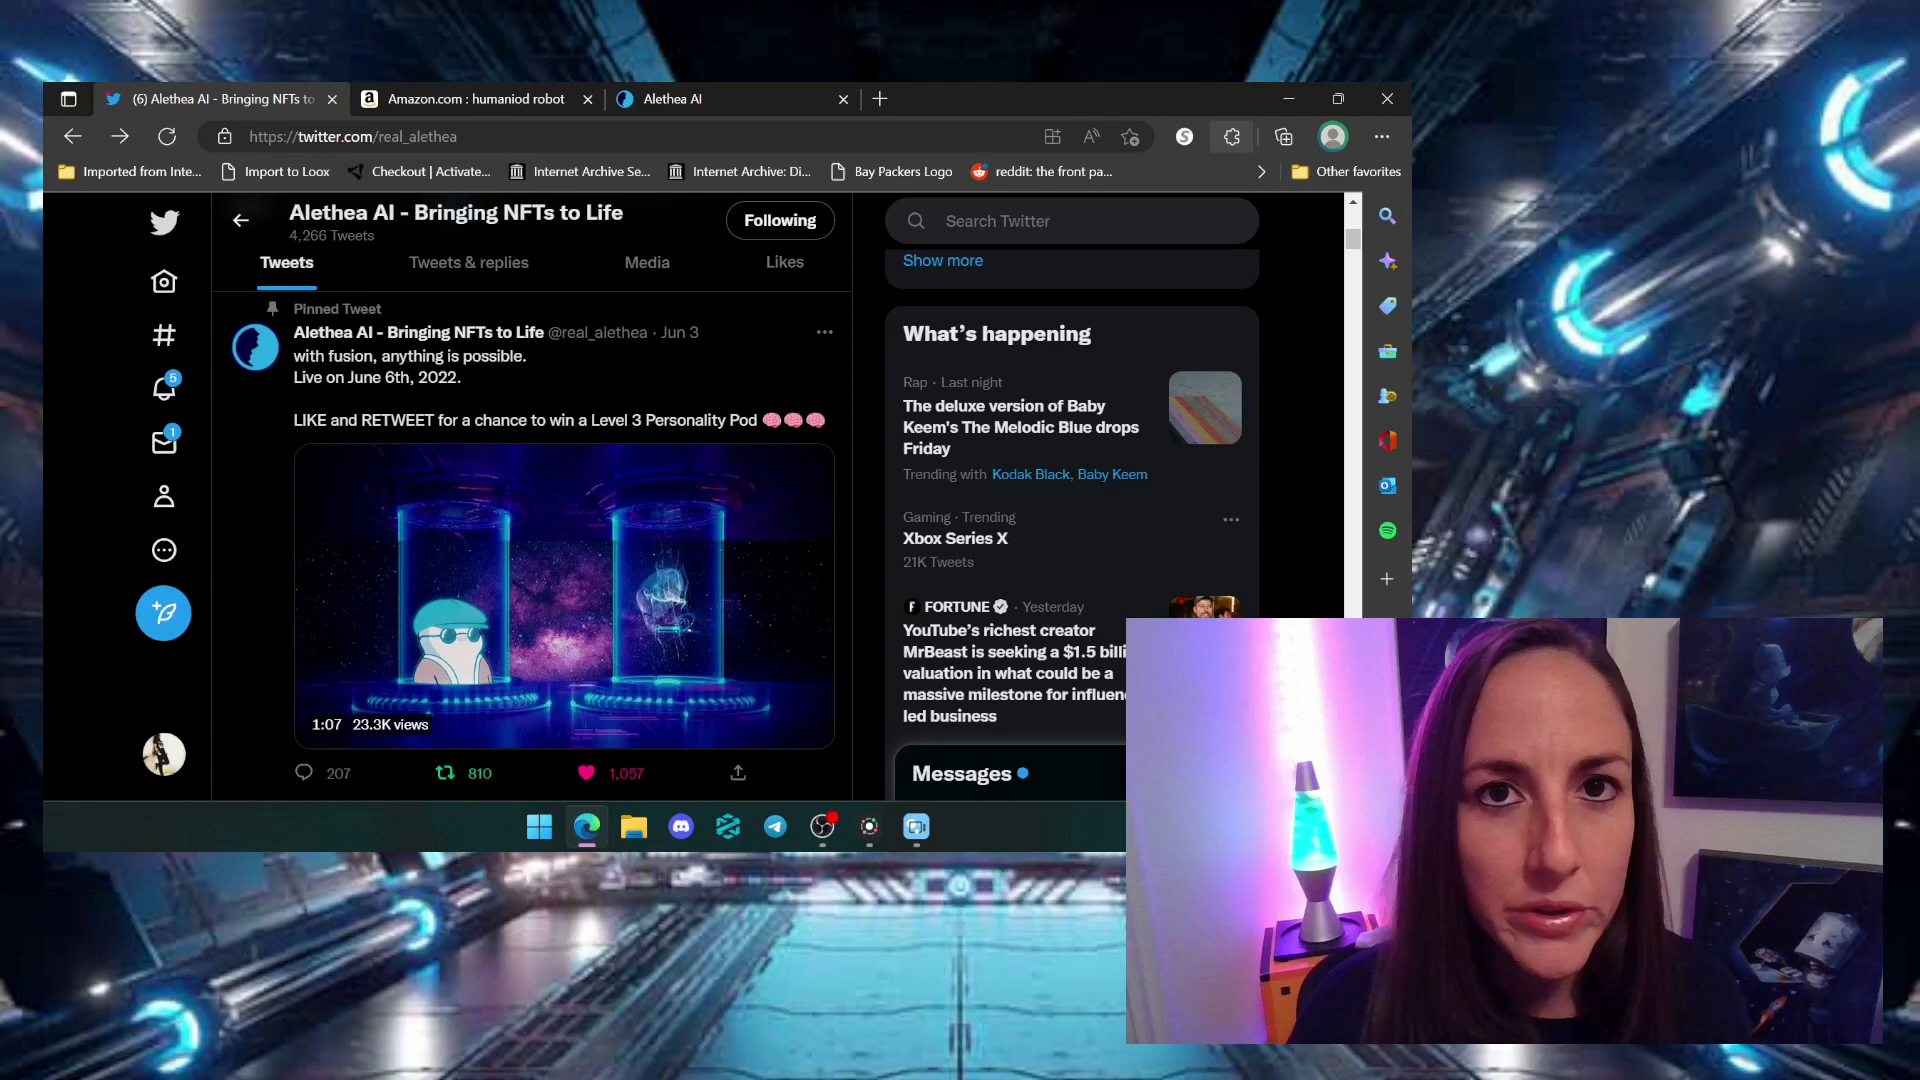 (6) Alethea AI - Bringing NFTs to
Amazon.com : humaniod robot
Alethea AI
https://twitter.com/real_alethea
Imported from Inte...
Import to Loox
Checkout | Activate...
Internet Archive Se...
Internet Archive: Di...
Bay Packers Logo
reddit: the front pa...
Other favorites
Alethea AI - Bringing NFTs to Life
4,266 Tweets
Following
Tweets
Tweets & replies
Media
Likes
Pinned Tweet
Alethea AI - Bringing NFTs to Life @real_alethea · Jun 3
with fusion, anything is possible.
Live on June 6th, 2022.
LIKE and RETWEET for a chance to win a Level 3 Personality Pod 🧠🧠🧠
1:07 23.3K views
207
810
1,057
5
1
Search Twitter
Show more
What's happening
Rap · Last night
The deluxe version of Baby
Keem's The Melodic Blue drops
Friday
Trending with Kodak Black, Baby Keem
Gaming · Trending
Xbox Series X
21K Tweets
F FORTUNE · Yesterday
YouTube's richest creator
MrBeast is seeking a $1.5 billi
valuation in what could be a
massive milestone for influen
led business
Messages